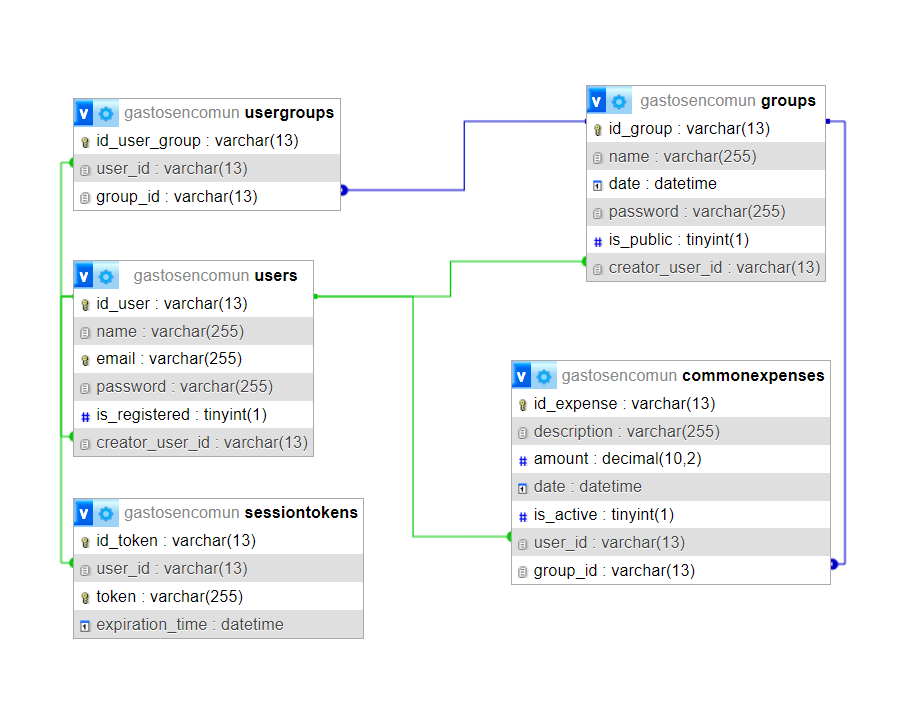 v gastosencomun usergroups
id_user_group : varchar(13)
user_id : varchar(13)
group_id : varchar(13)
v gastosencomun groups
id_group : varchar(13)
name : varchar(255)
date : datetime
password : varchar(255)
# is_public : tinyint(1)
creator_user_id : varchar(13)
v gastosencomun users
id_user : varchar(13)
name : varchar(255)
email : varchar(255)
password : varchar(255)
# is_registered : tinyint(1)
creator_user_id : varchar(13)
v gastosencomun commonexpenses
id_expense : varchar(13)
description : varchar(255)
# amount : decimal(10,2)
date : datetime
# is_active : tinyint(1)
user_id : varchar(13)
group_id : varchar(13)
v gastosencomun sessiontokens
id_token : varchar(13)
user_id : varchar(13)
token : varchar(255)
expiration_time : datetime